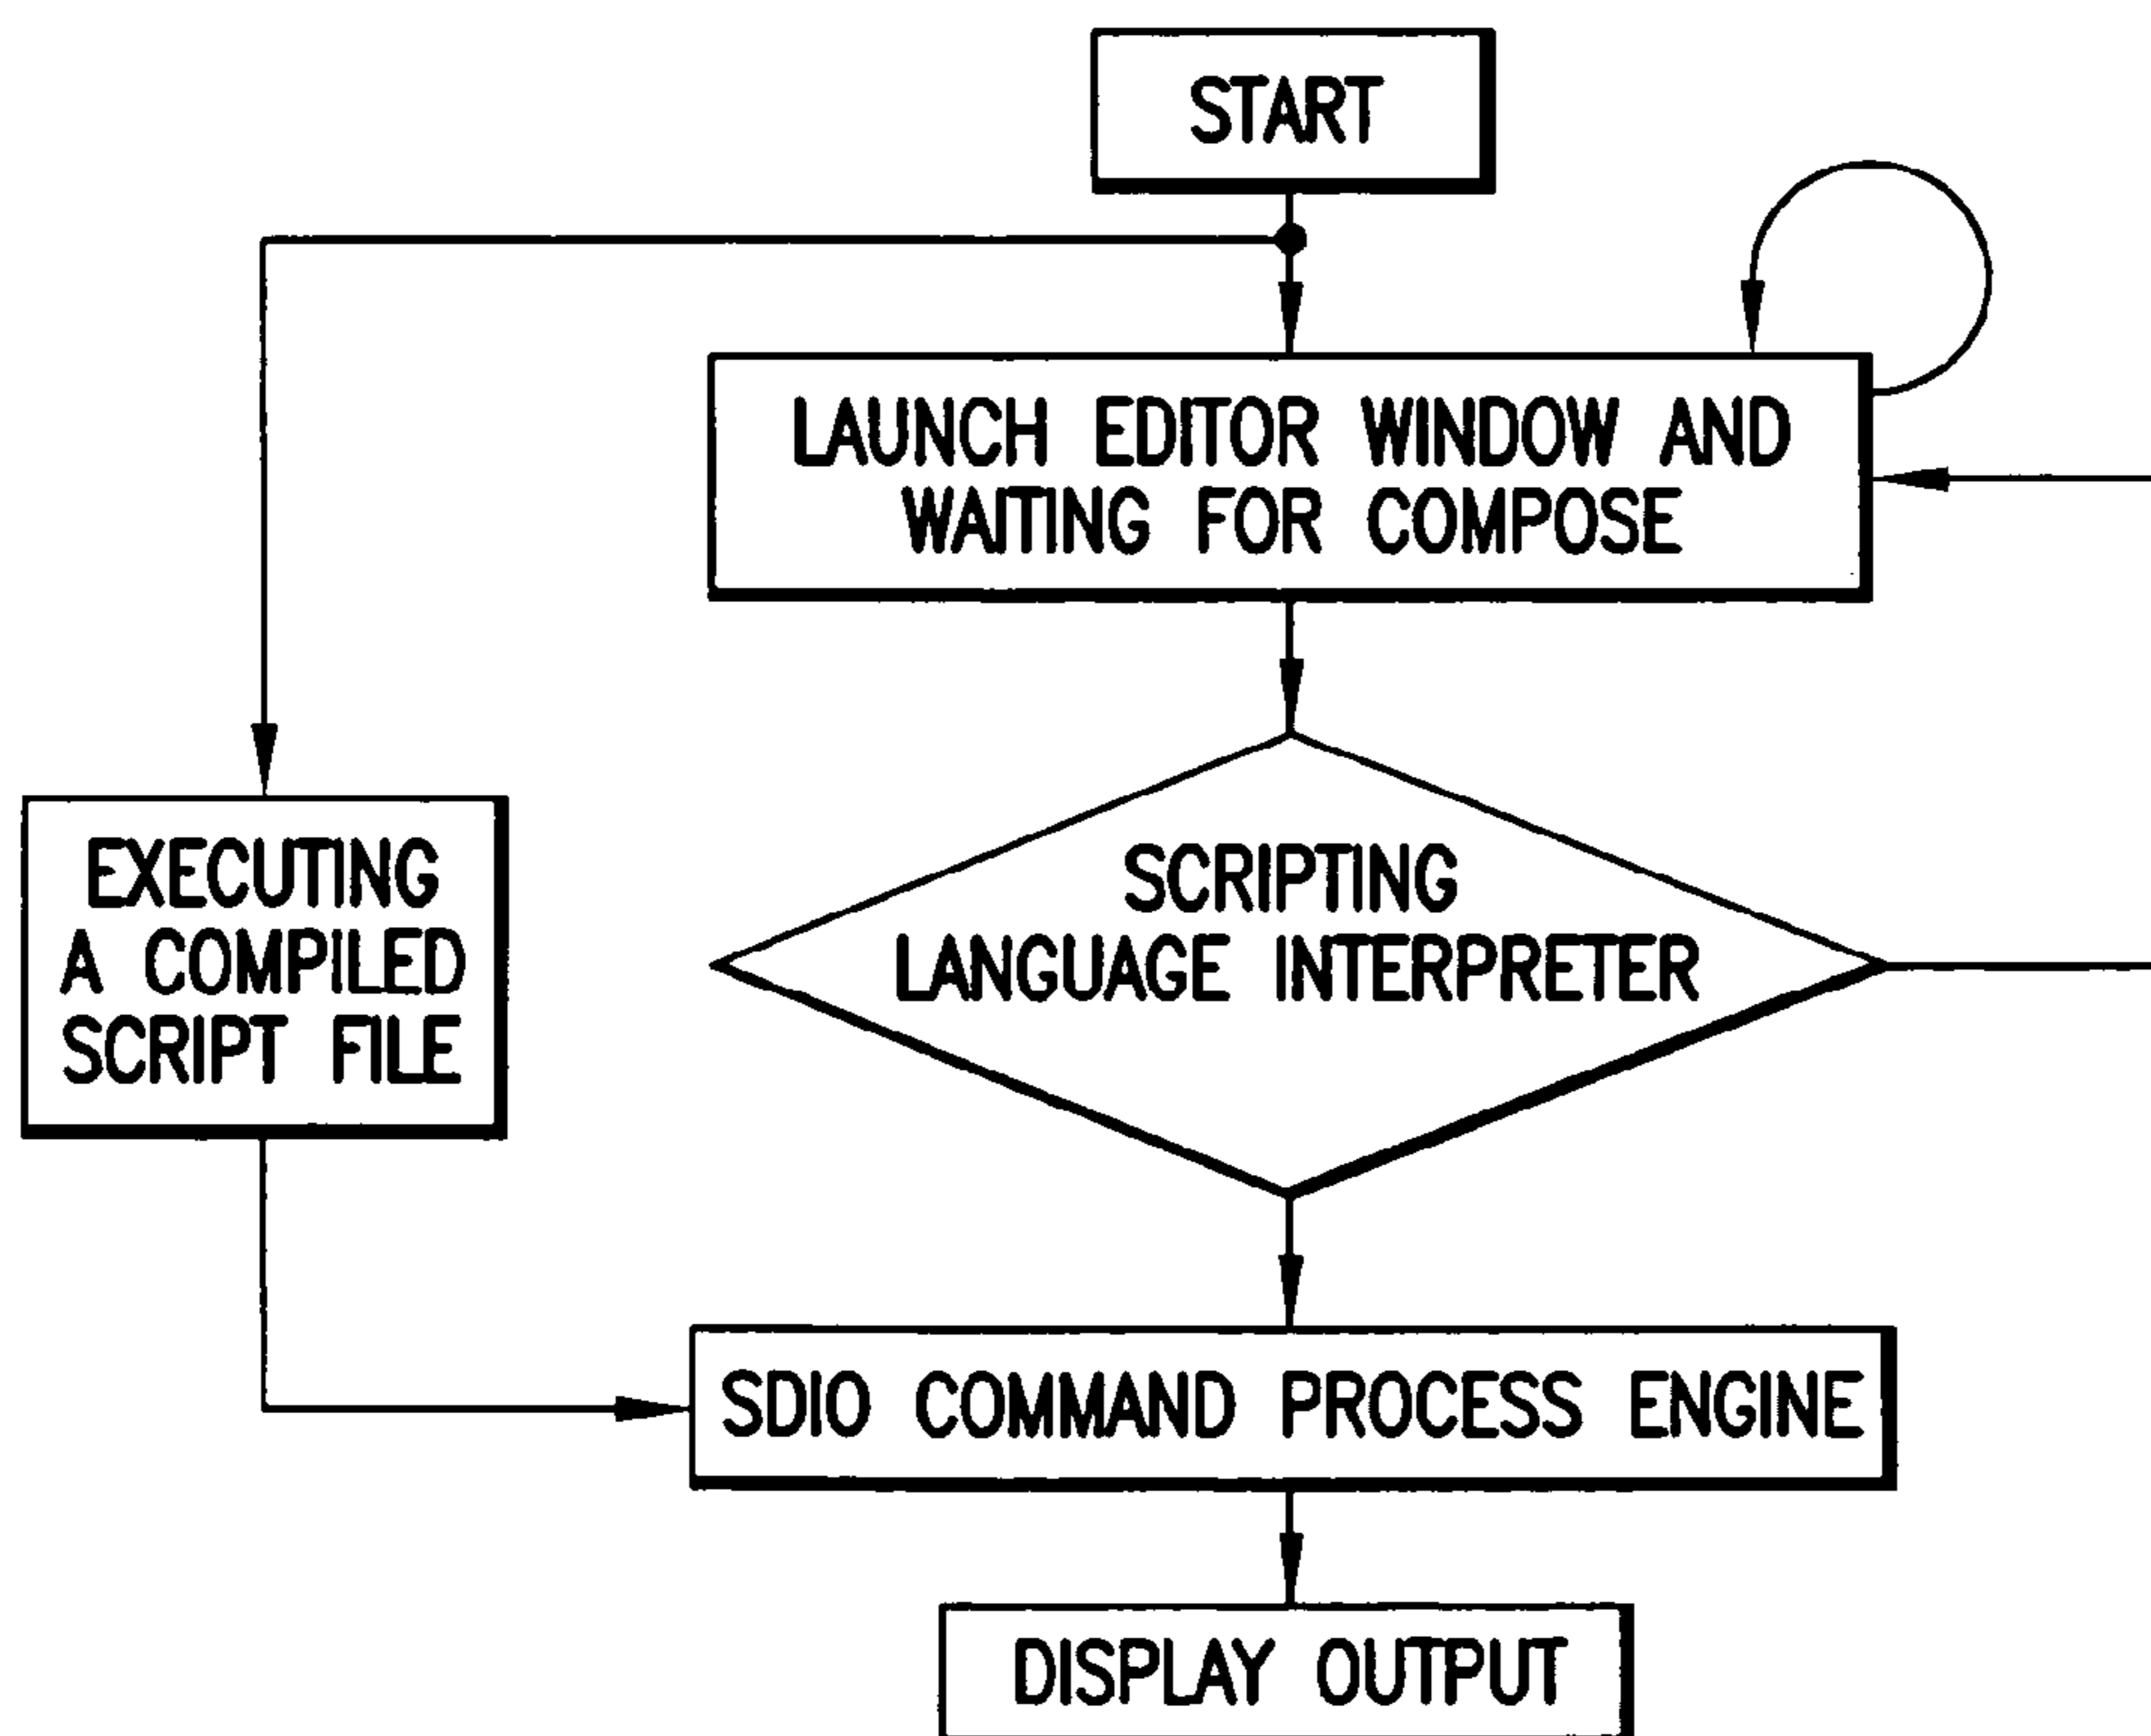 START
LAUNCH EDITOR WINDOW AND
WAITING FOR COMPOSE
EXECUTING
A COMPILED
SCRIPT FILE
SCRIPTING
LANGUAGE INTERPRETER
SDIO COMMAND PROCESS ENGINE
DISPLAY OUTPUT